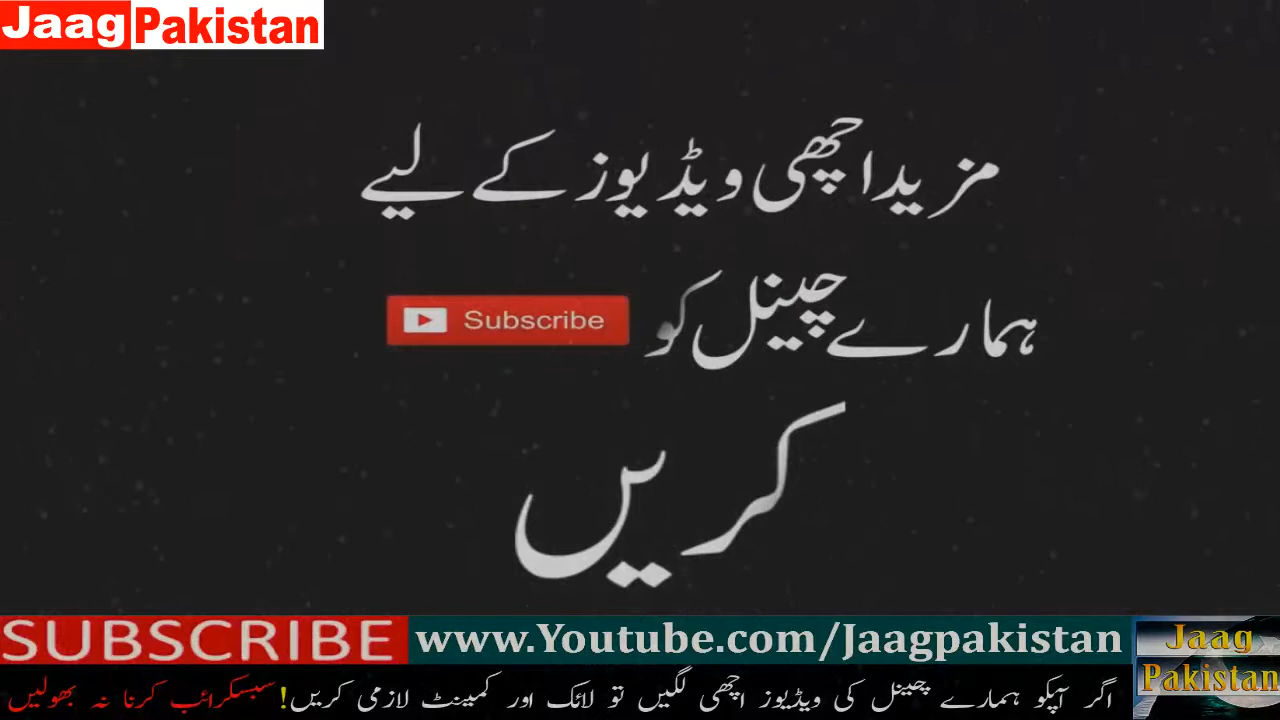 Jaag Pakistan
مزید اچھی ویڈیوز کے لیے
ہمارے چینل کو Subscribe
کریں
SUBSCRIBE www.Youtube.com/Jaagpakistan
Jaag
Pakistan
اگر آپکو ہمارے چینل کی ویڈیوز اچھی لگیں تو لائک اور کمینٹ لازمی کریں! سبسکرائب کرنا نہ بھولیں